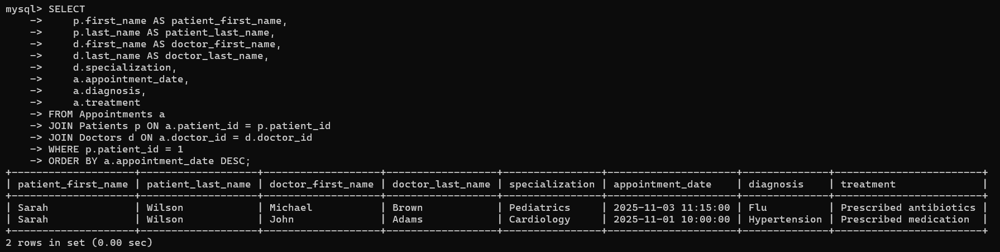 mysql> SELECT
    ->     p.first_name AS patient_first_name,
    ->     p.last_name AS patient_last_name,
    ->     d.first_name AS doctor_first_name,
    ->     d.last_name AS doctor_last_name,
    ->     d.specialization,
    ->     a.appointment_date,
    ->     a.diagnosis,
    ->     a.treatment
    -> FROM Appointments a
    -> JOIN Patients p ON a.patient_id = p.patient_id
    -> JOIN Doctors d ON a.doctor_id = d.doctor_id
    -> WHERE p.patient_id = 1
    -> ORDER BY a.appointment_date DESC;
+--------------------+-------------------+-------------------+------------------+----------------+---------------------+--------------+------------------------+
| patient_first_name | patient_last_name | doctor_first_name | doctor_last_name | specialization | appointment_date    | diagnosis    | treatment              |
+--------------------+-------------------+-------------------+------------------+----------------+---------------------+--------------+------------------------+
| Sarah              | Wilson            | Michael           | Brown            | Pediatrics     | 2025-11-03 11:15:00 | Flu          | Prescribed antibiotics |
| Sarah              | Wilson            | John              | Adams            | Cardiology     | 2025-11-01 10:00:00 | Hypertension | Prescribed medication  |
+--------------------+-------------------+-------------------+------------------+----------------+---------------------+--------------+------------------------+
2 rows in set (0.00 sec)